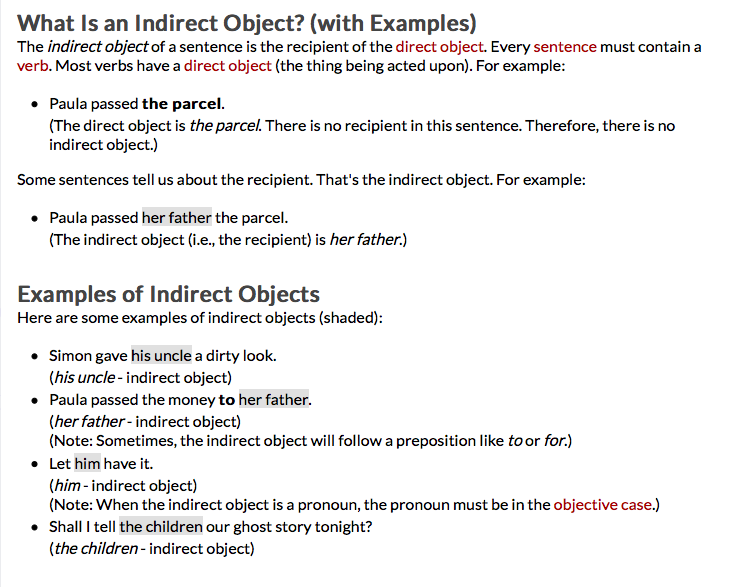 What Is an Indirect Object? (with Examples)
The indirect object of a sentence is the recipient of the direct object. Every sentence must contain a
verb. Most verbs have a direct object (the thing being acted upon). For example:
• Paula passed the parcel.
(The direct object is the parcel. There is no recipient in this sentence. Therefore, there is no
indirect object.)
Some sentences tell us about the recipient. That's the indirect object. For example:
• Paula passed her father the parcel.
(The indirect object (i.e., the recipient) is her father.)
Examples of Indirect Objects
Here are some examples of indirect objects (shaded):
• Simon gave his uncle a dirty look.
(his uncle - indirect object)
• Paula passed the money to her father.
(her father - indirect object)
(Note: Sometimes, the indirect object will follow a preposition like to or for.)
• Let him have it.
(him - indirect object)
(Note: When the indirect object is a pronoun, the pronoun must be in the objective case.)
• Shall I tell the children our ghost story tonight?
(the children - indirect object)